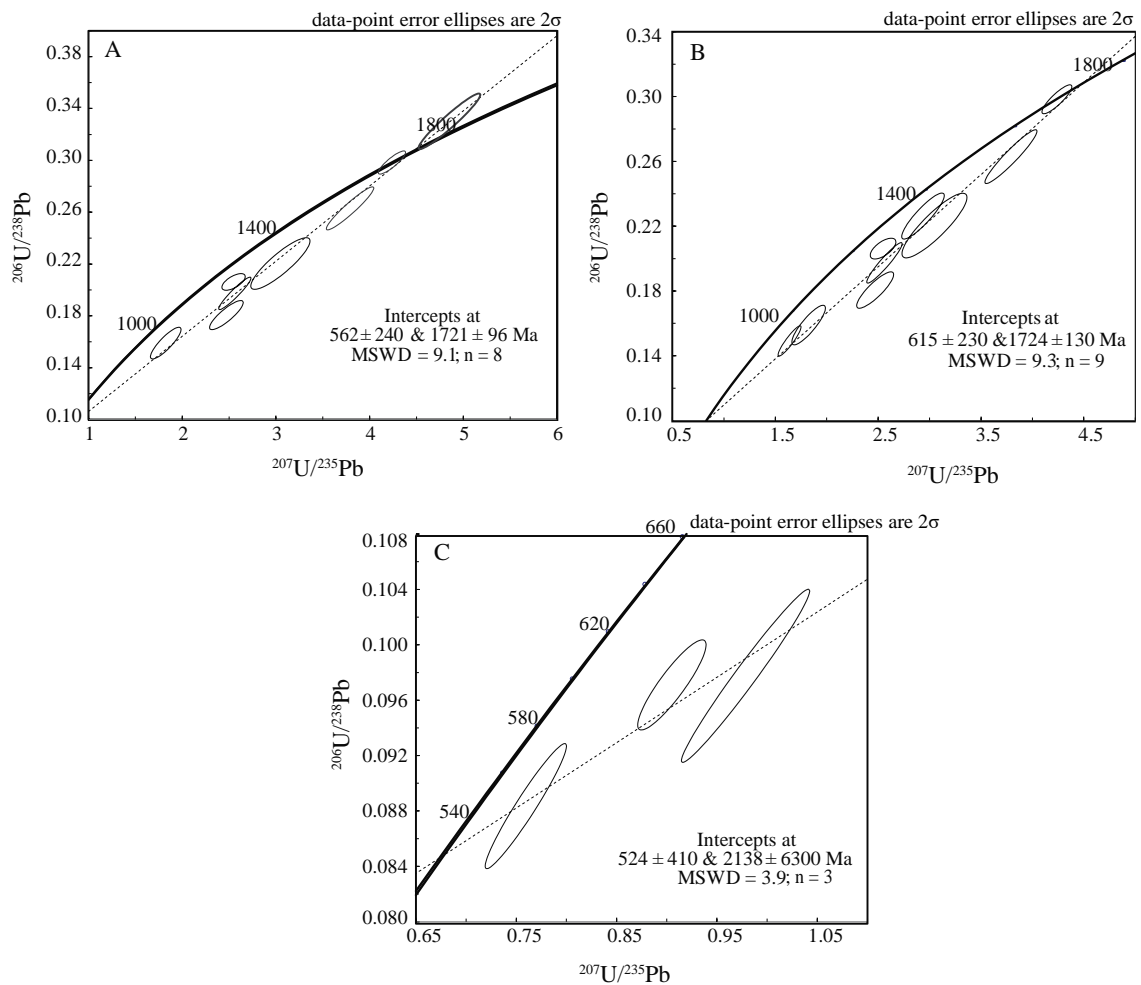 data-point error ellipses are 2σ
A
0.38
0.34
0.30
0.26
0.22
0.18
0.14
0.10
1000
1400
1800
Intercepts at
562 ± 240 & 1721 ± 96 Ma
MSWD = 9.1; n = 8
1 2 3 4 5 6
²⁰⁶U/²³⁸Pb
²⁰⁷U/²³⁵Pb
data-point error ellipses are 2σ
B
0.34
0.30
0.26
0.22
0.18
0.14
0.10
1000
1400
1800
Intercepts at
615 ± 230 &1724 ± 130 Ma
MSWD = 9.3; n = 9
0.5 1.5 2.5 3.5 4.5
²⁰⁶U/²³⁸Pb
²⁰⁷U/²³⁵Pb
data-point error ellipses are 2σ
C
0.108
0.104
0.100
0.096
0.092
0.088
0.084
0.080
660
620
580
540
Intercepts at
524 ± 410 & 2138 ± 6300 Ma
MSWD = 3.9; n = 3
0.65 0.75 0.85 0.95 1.05
²⁰⁶U/²³⁸Pb
²⁰⁷U/²³⁵Pb